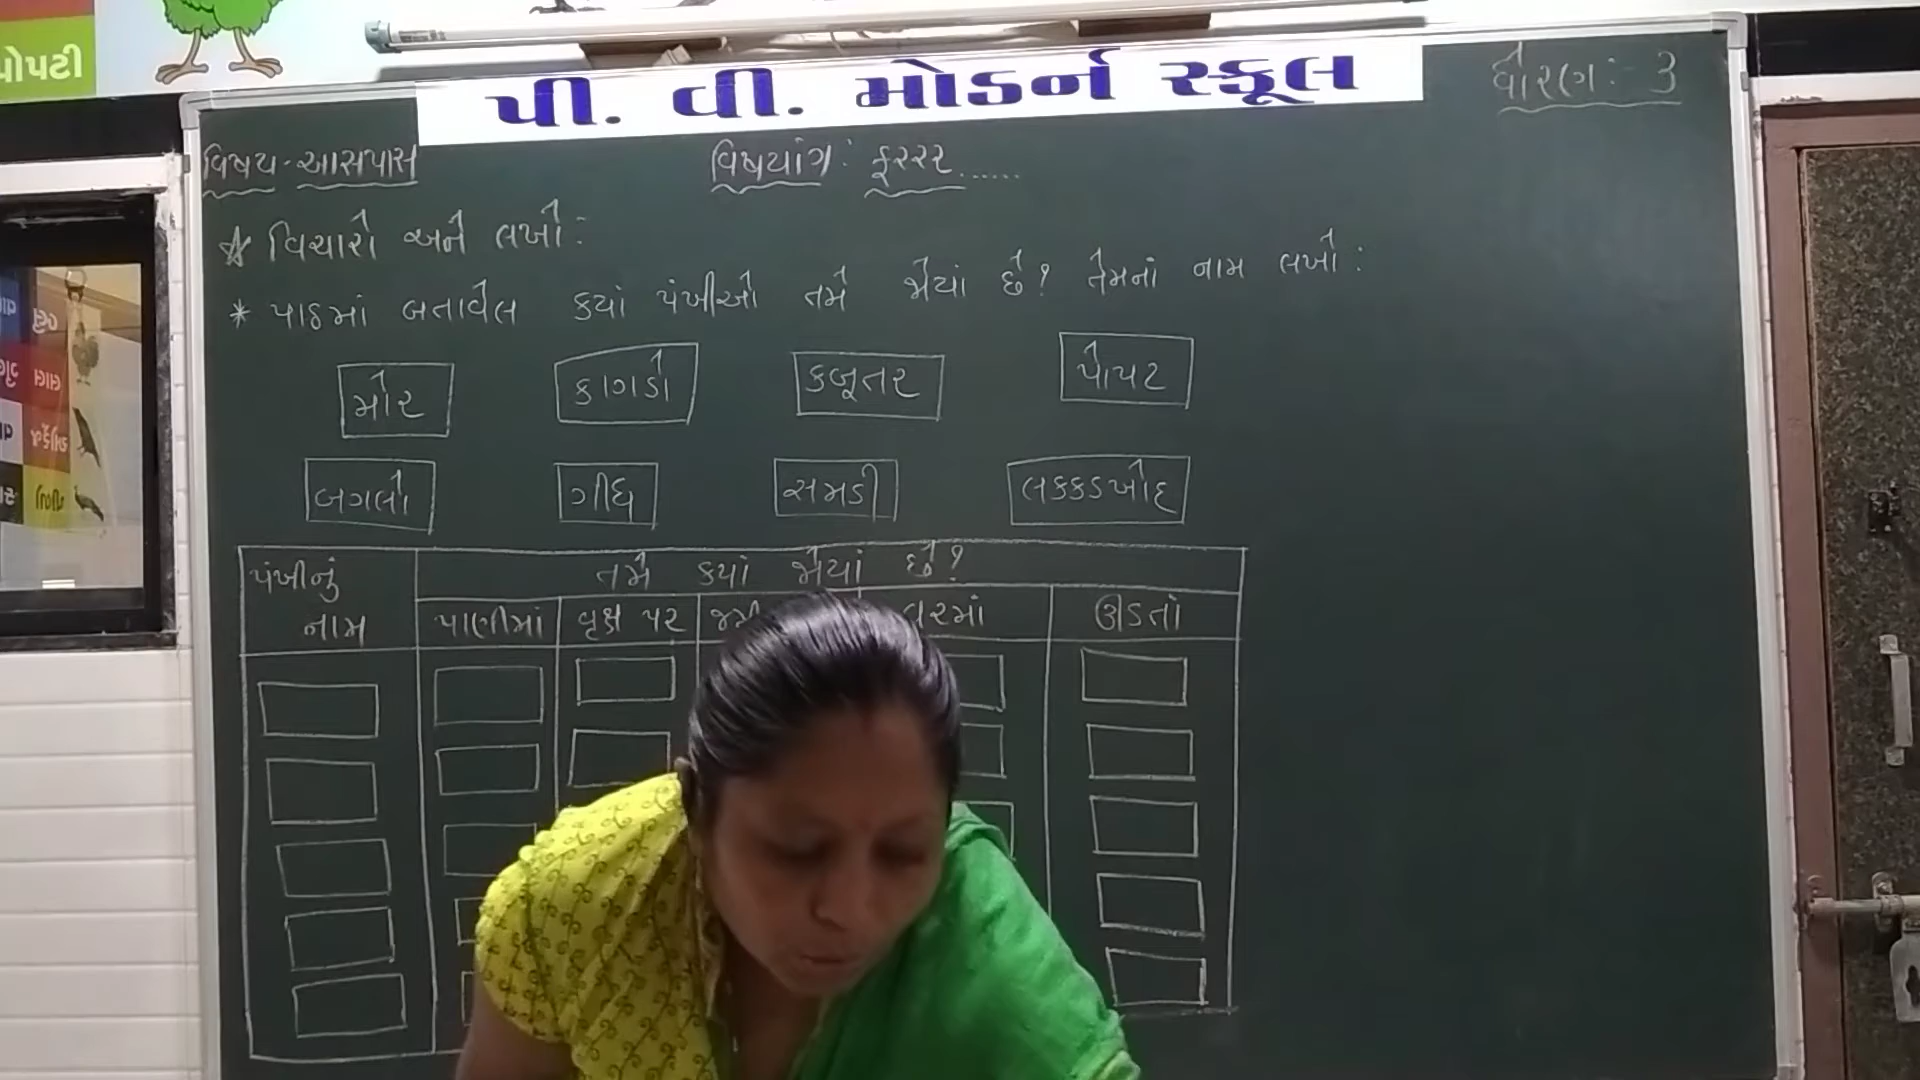 પોપટી
પી. વી. મોડર્ન સ્કૂલ
ધોરણ:- 3
વિષય-આસપાસ
વિષયાંગ: ફરરર......
વિચારો અને લખો:
* પાઠમાં બતાવેલ કયાં પંખીઓ તમે જોયાં છે? તેમનાં નામ લખો:
મોર કાગડો કબૂતર પોપટ
બગલો ગીધ સમડી લક્કડખોદ
પંખીનું નામ
તમે કયાં જોયાં છે?
પાણીમાં વૃક્ષ પર ઊડતાં